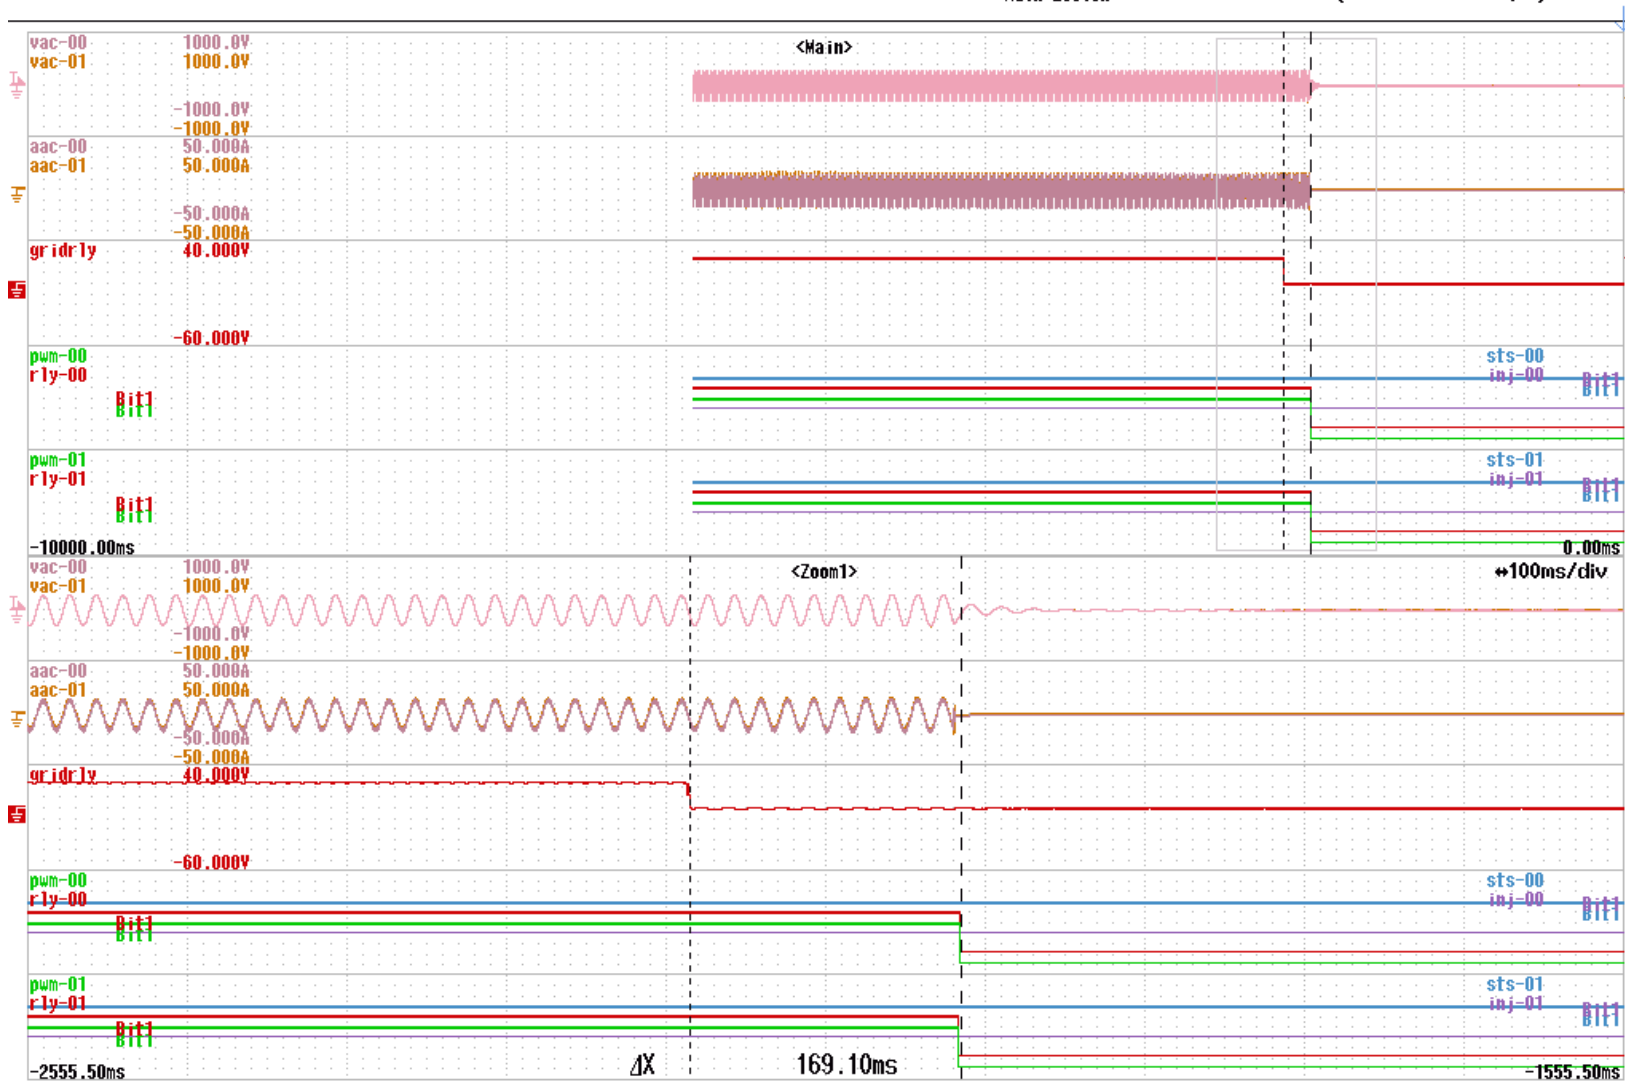 vac-00 1000.0V <Main>
vac-01 1000.0V
-1000.0V
-1000.0V
aac-00 50.000A
aac-01 50.000A
-50.000A
-50.000A
gridrly 40.000V
-60.000V
pwm-00 sts-00
rly-00 inj-00 Bit1
Bit1 Bit1
Bit1
pwm-01 sts-01
rly-01 inj-01 Bit1
Bit1 Bit1
Bit1
-10000.00ms 0.00ms
vac-00 1000.0V <Zoom1> ↔100ms/div
vac-01 1000.0V
-1000.0V
-1000.0V
aac-00 50.000A
aac-01 50.000A
-50.000A
-50.000A
gridrly 40.000V
-60.000V
pwm-00 sts-00
rly-00 inj-00 Bit1
Bit1 Bit1
Bit1
pwm-01 sts-01
rly-01 inj-01 Bit1
Bit1 Bit1
Bit1
-2555.50ms ΔX 169.10ms -1555.50ms